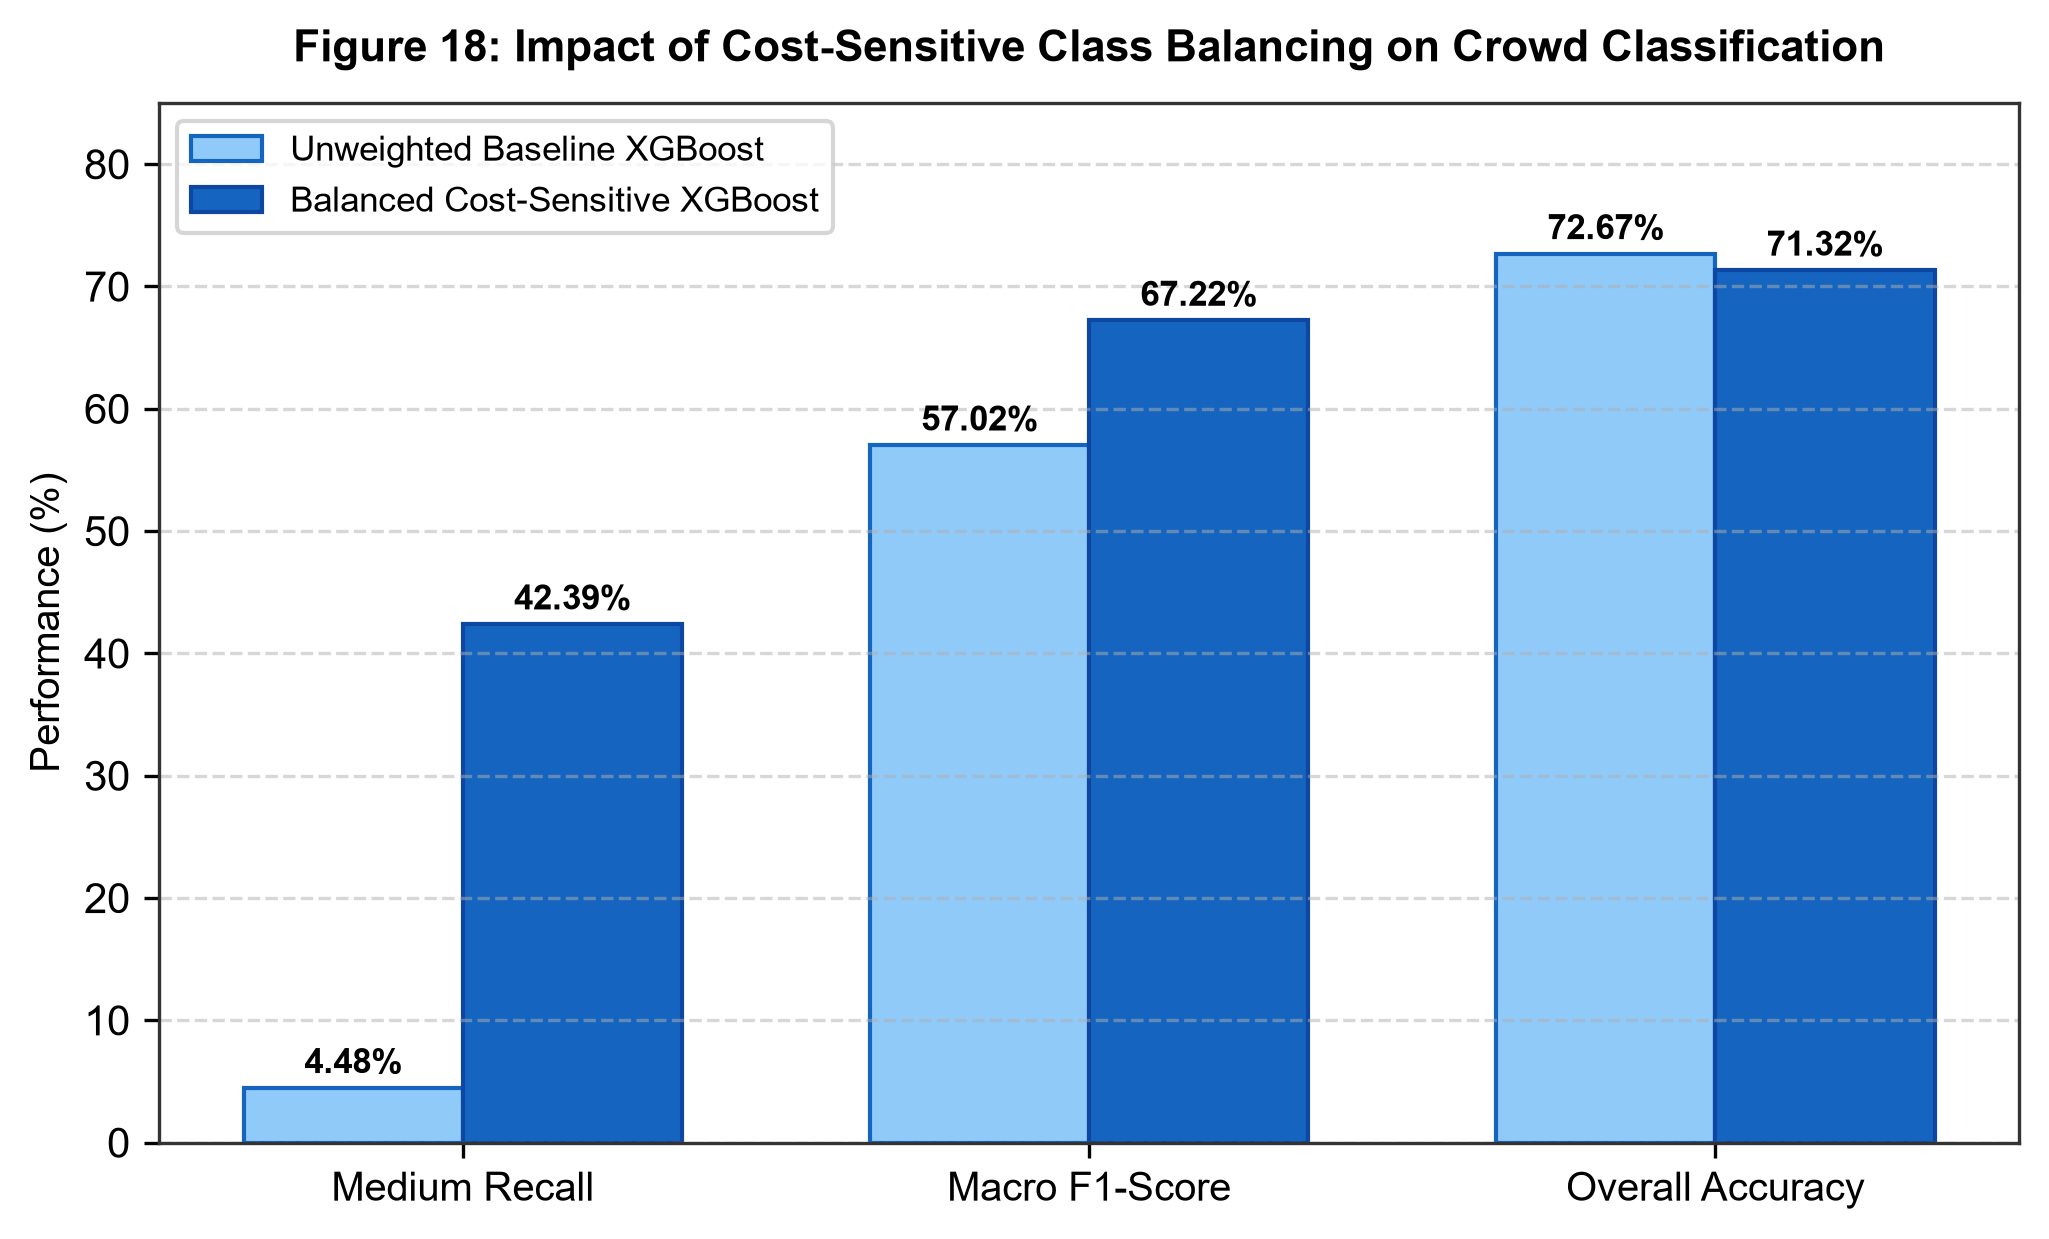 Figure 18: Impact of Cost-Sensitive Class Balancing on Crowd Classification
Unweighted Baseline XGBoost
Balanced Cost-Sensitive XGBoost
Performance (%)
80
70
60
50
40
30
20
10
0
4.48%
42.39%
57.02%
67.22%
72.67%
71.32%
Medium Recall
Macro F1-Score
Overall Accuracy